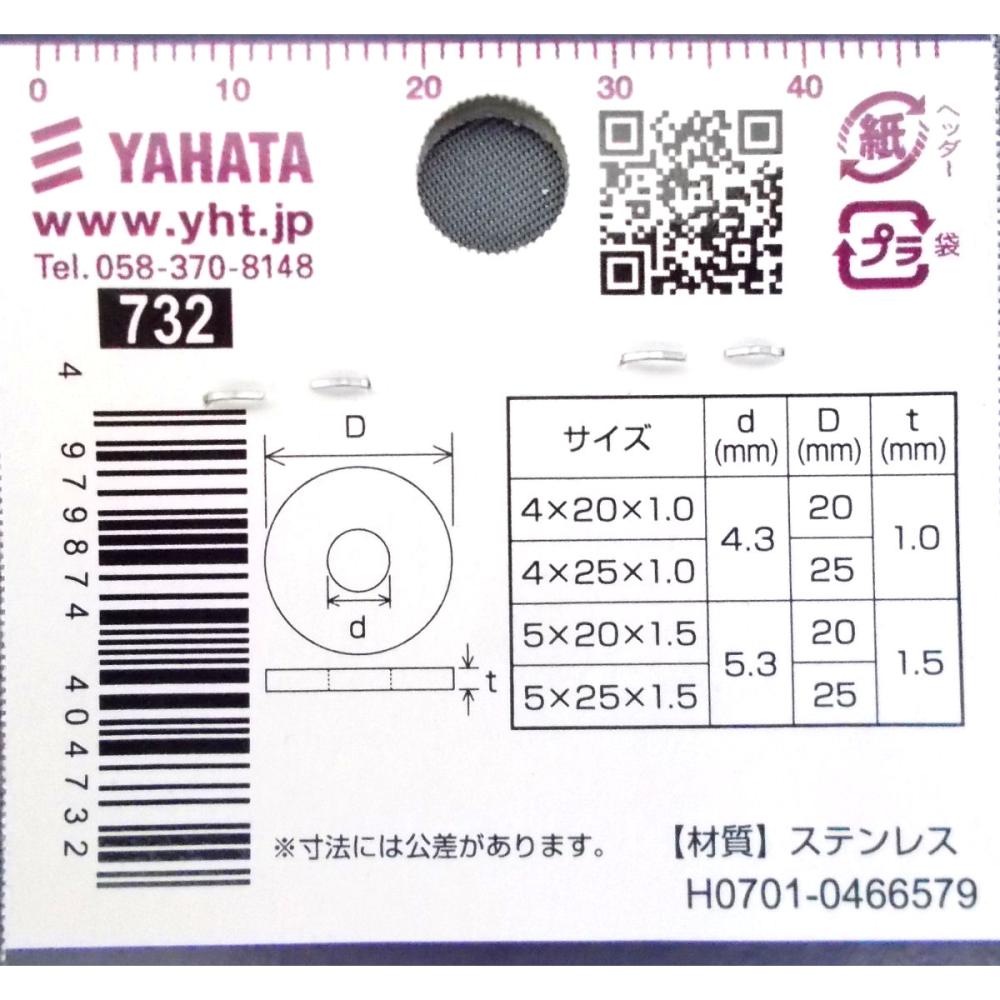 0 10 20 30 40
YAHATA
www.yht.jp
Tel. 058-370-8148
732
紙
ヘッダー
プラ
袋
4 979874 404732
D
d
t
サイズ d (mm) D (mm) t (mm)
4×20×1.0 4.3 20 1.0
4×25×1.0 25
5×20×1.5 5.3 20 1.5
5×25×1.5 25
※寸法には公差があります。
【材質】ステンレス
H0701-0466579